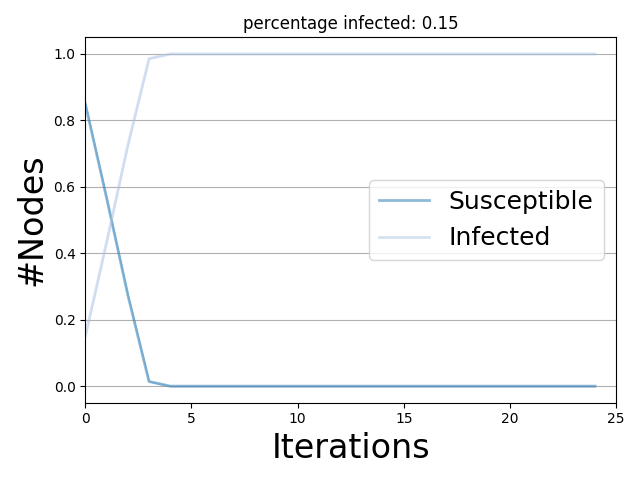 percentage infected: 0.15
#Nodes
1.0
0.8
0.6
0.4
0.2
0.0
Susceptible
Infected
0 5 10 15 20 25
Iterations